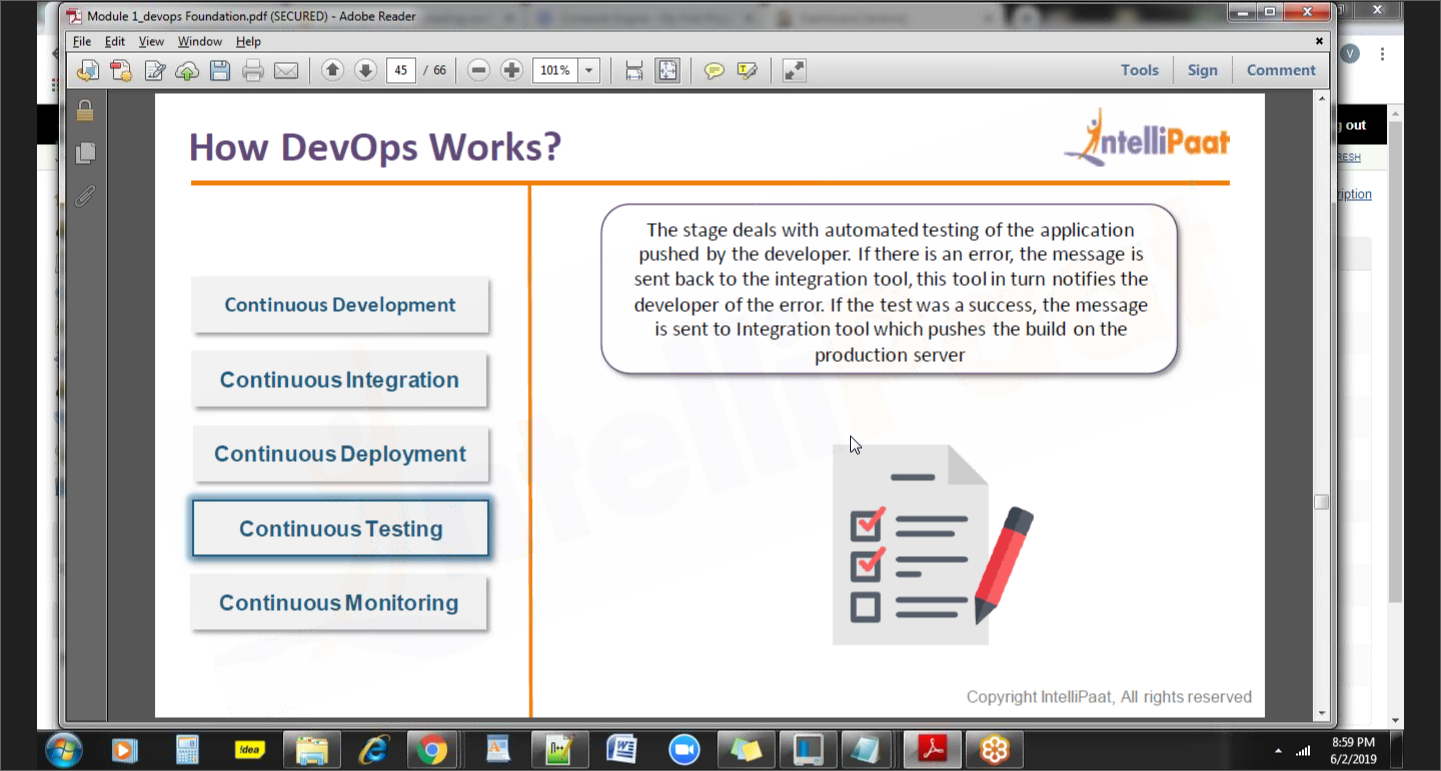 Module 1_devops Foundation.pdf (SECURED) - Adobe Reader
File Edit View Window Help
45 / 66 101% Tools Sign Comment
How DevOps Works?
IntelliPaat
out
RESH
ription
The stage deals with automated testing of the application
pushed by the developer. If there is an error, the message is
sent back to the integration tool, this tool in turn notifies the
developer of the error. If the test was a success, the message
is sent to Integration tool which pushes the build on the
production server
Continuous Development
Continuous Integration
Continuous Deployment
Continuous Testing
Continuous Monitoring
Copyright IntelliPaat, All rights reserved
!dea
8:59 PM
6/2/2019